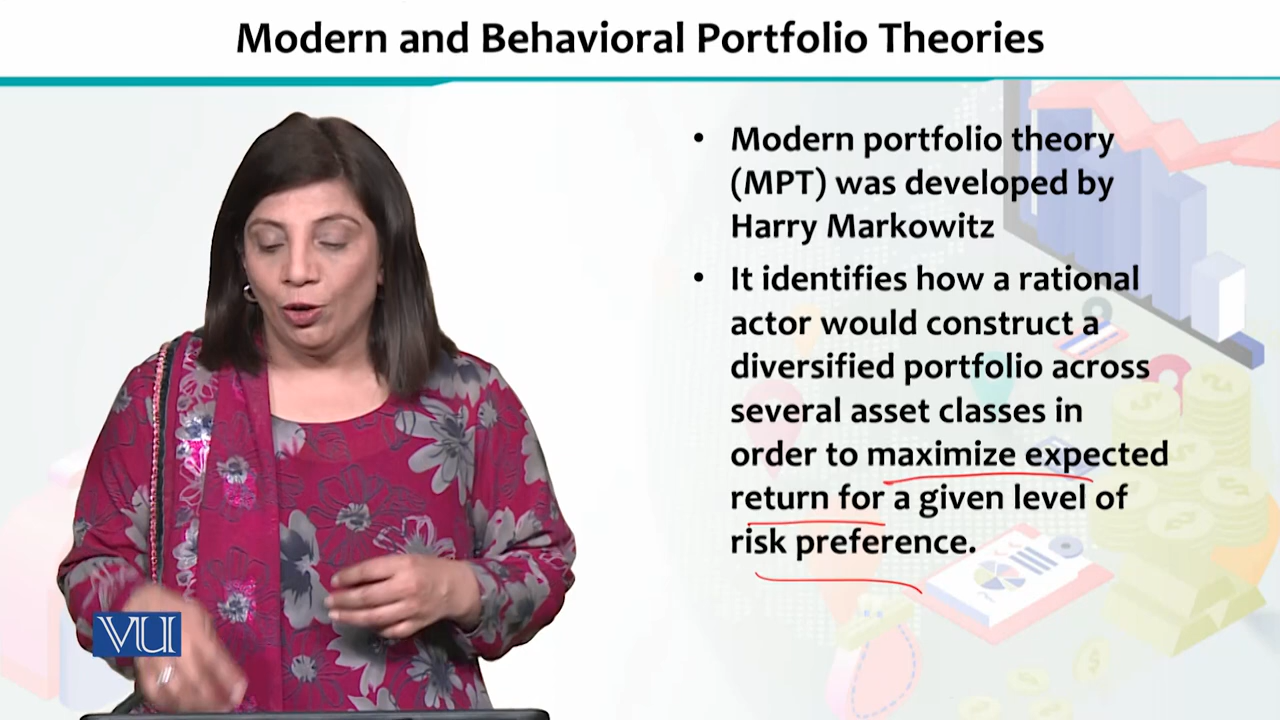 Modern and Behavioral Portfolio Theories
• Modern portfolio theory
(MPT) was developed by
Harry Markowitz
• It identifies how a rational
actor would construct a
diversified portfolio across
several asset classes in
order to maximize expected
return for a given level of
risk preference.
VU